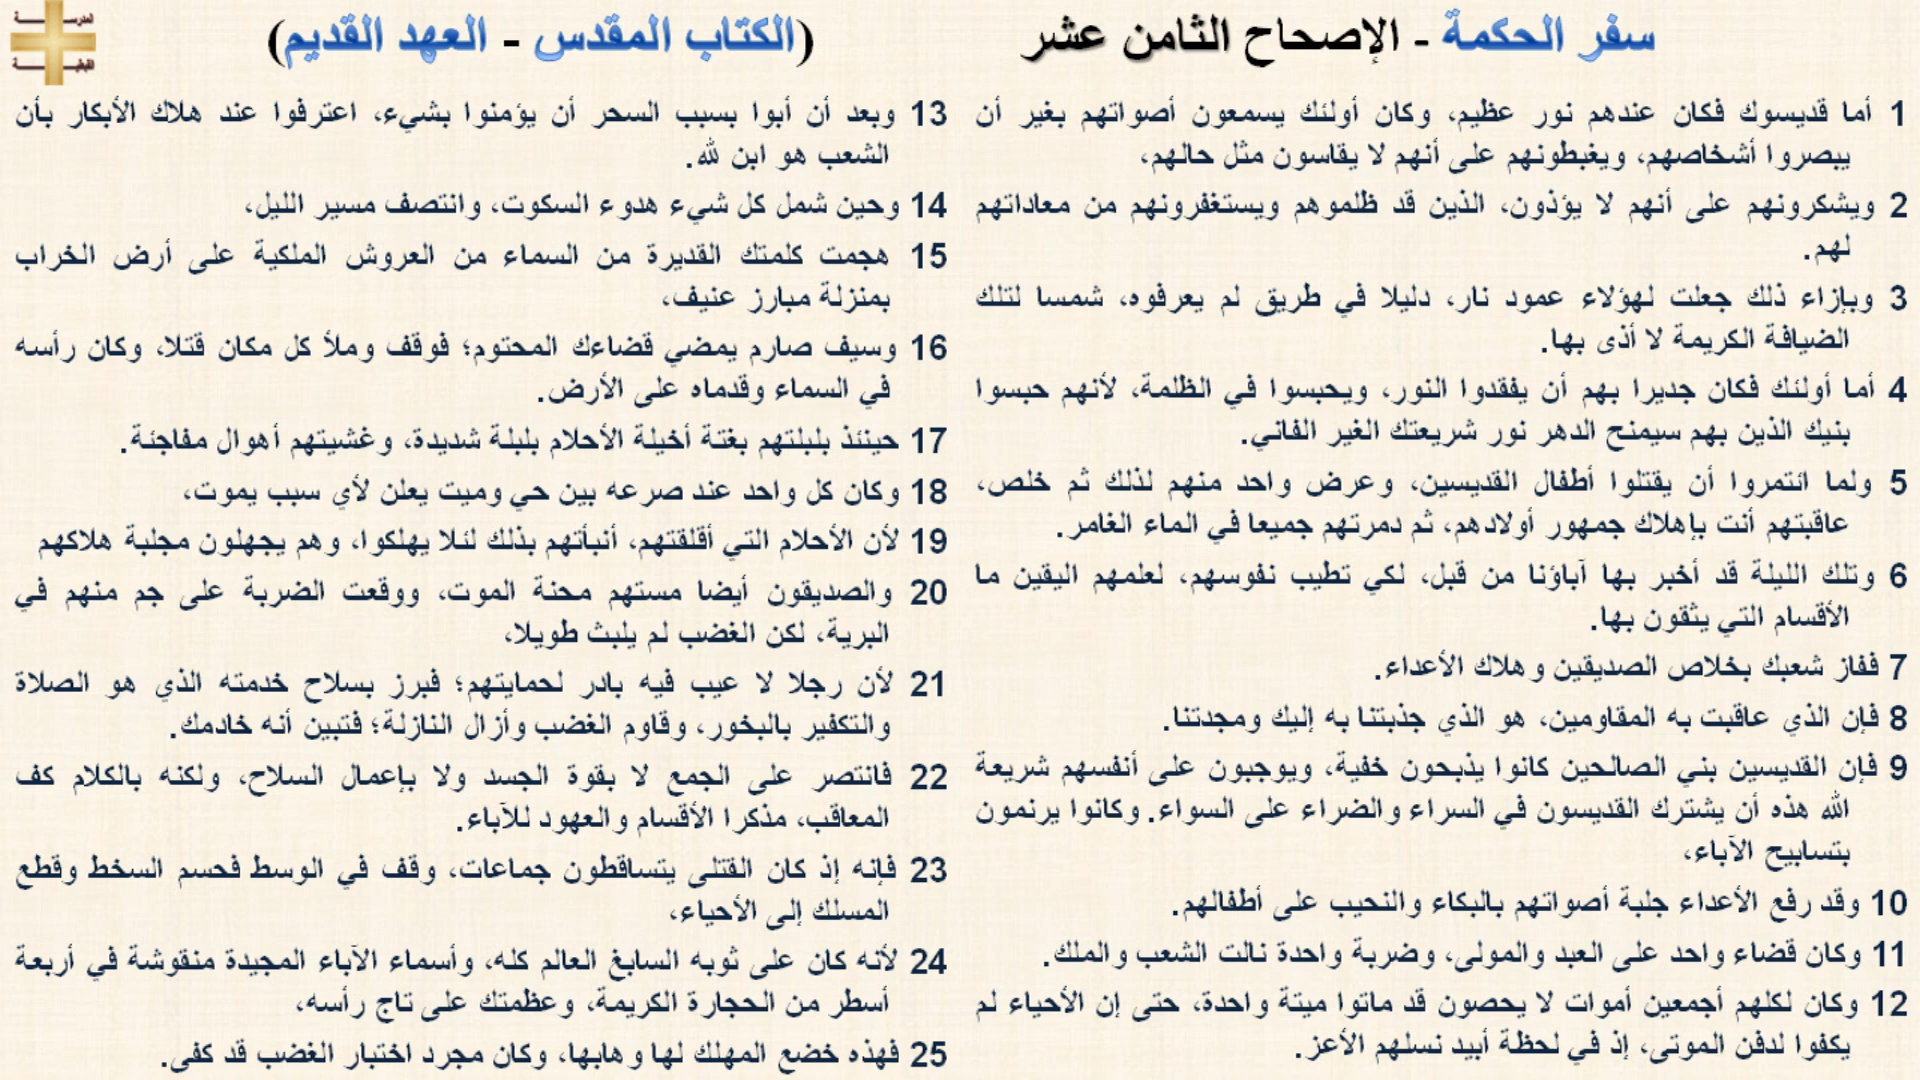 سفر الحكمة - الإصحاح الثامن عشر (الكتاب المقدس - العهد القديم)
1 أما قديسوك فكان عندهم نور عظيم، وكان أولئك يسمعون أصواتهم بغير أن
يبصروا أشخاصهم، ويغبطونهم على أنهم لا يقاسون مثل حالهم،
2 ويشكرونهم على أنهم لا يؤذون، الذين قد ظلموهم ويستغفرونهم من معاداتهم
لهم.
3 وبإزاء ذلك جعلت لهؤلاء عمود نار، دليلا في طريق لم يعرفوه، شمسا لتلك
الضيافة الكريمة لا أذى بها.
4 أما أولئك فكان جديرا بهم أن يفقدوا النور، ويحبسوا في الظلمة، لأنهم حبسوا
بنيك الذين بهم سيمنح الدهر نور شريعتك الغير الفاني.
5 ولما ائتمروا أن يقتلوا أطفال القديسين، وعرض واحد منهم لذلك ثم خلص،
عاقبتهم أنت بإهلاك جمهور أولادهم، ثم دمرتهم جميعا في الماء الغامر.
6 وتلك الليلة قد أخبر بها آباؤنا من قبل، لكي تطيب نفوسهم، لعلمهم اليقين ما
الأقسام التي يثقون بها.
7 ففاز شعبك بخلاص الصديقين وهلاك الأعداء.
8 فإن الذي عاقبت به المقاومين، هو الذي جذبتنا به إليك ومجدتنا.
9 فإن القديسين بني الصالحين كانوا يذبحون خفية، ويوجبون على أنفسهم شريعة
الله هذه أن يشترك القديسون في السراء والضراء على السواء. وكانوا يرنمون
بتسابيح الآباء،
10 وقد رفع الأعداء جلبة أصواتهم بالبكاء والنحيب على أطفالهم.
11 وكان قضاء واحد على العبد والمولى، وضربة واحدة نالت الشعب والملك.
12 وكان لكلهم أجمعين أموات لا يحصون قد ماتوا ميتة واحدة، حتى إن الأحياء لم
يكفوا لدفن الموتى، إذ في لحظة أبيد نسلهم الأعز.
13 وبعد أن أبوا بسبب السحر أن يؤمنوا بشيء، اعترفوا عند هلاك الأبكار بأن
الشعب هو ابن لله.
14 وحين شمل كل شيء هدوء السكوت، وانتصف مسير الليل،
15 هجمت كلمتك القديرة من السماء من العروش الملكية على أرض الخراب
بمنزلة مبارز عنيف،
16 وسيف صارم يمضي قضاءك المحتوم؛ فوقف وملأ كل مكان قتلا، وكان رأسه
في السماء وقدماه على الأرض.
17 حينئذ بلبلتهم بغتة أخيلة الأحلام بلبلة شديدة، وغشيتهم أهوال مفاجئة.
18 وكان كل واحد عند صرعه بين حي وميت يعلن لأي سبب يموت،
19 لأن الأحلام التي أقلقتهم، أنبأتهم بذلك لئلا يهلكوا، وهم يجهلون مجلبة هلاكهم
20 والصديقون أيضا مستهم محنة الموت، ووقعت الضربة على جم منهم في
البرية، لكن الغضب لم يلبث طويلا،
21 لأن رجلا لا عيب فيه بادر لحمايتهم؛ فبرز بسلاح خدمته الذي هو الصلاة
والتكفير بالبخور، وقاوم الغضب وأزال النازلة؛ فتبين أنه خادمك.
22 فانتصر على الجمع لا بقوة الجسد ولا بإعمال السلاح، ولكنه بالكلام كف
المعاقب، مذكرا الأقسام والعهود للآباء.
23 فإنه إذ كان القتلى يتساقطون جماعات، وقف في الوسط فحسم السخط وقطع
المسلك إلى الأحياء،
24 لأنه كان على ثوبه السابغ العالم كله، وأسماء الآباء المجيدة منقوشة في أربعة
أسطر من الحجارة الكريمة، وعظمتك على تاج رأسه،
25 فهذه خضع المهلك لها وهابها، وكان مجرد اختبار الغضب قد كفى.